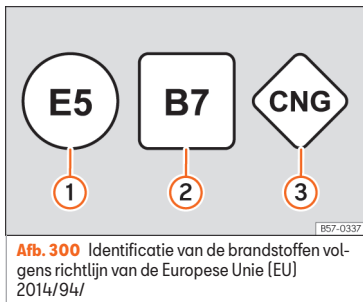 E5 B7 CNG
1 2 3
B57-0337
Afb. 300 Identificatie van de brandstoffen vol-
gens richtlijn van de Europese Unie (EU)
2014/94/